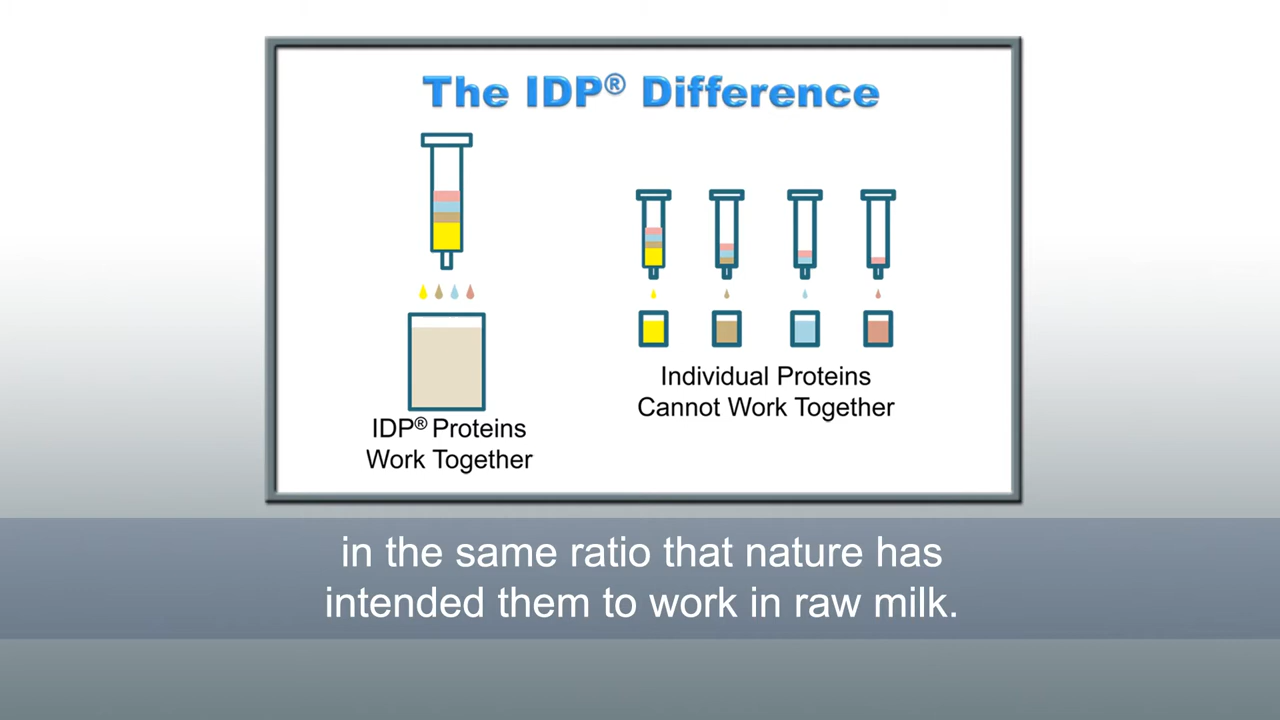 The IDP® Difference
IDP® Proteins
Work Together
Individual Proteins
Cannot Work Together
in the same ratio that nature has
intended them to work in raw milk.